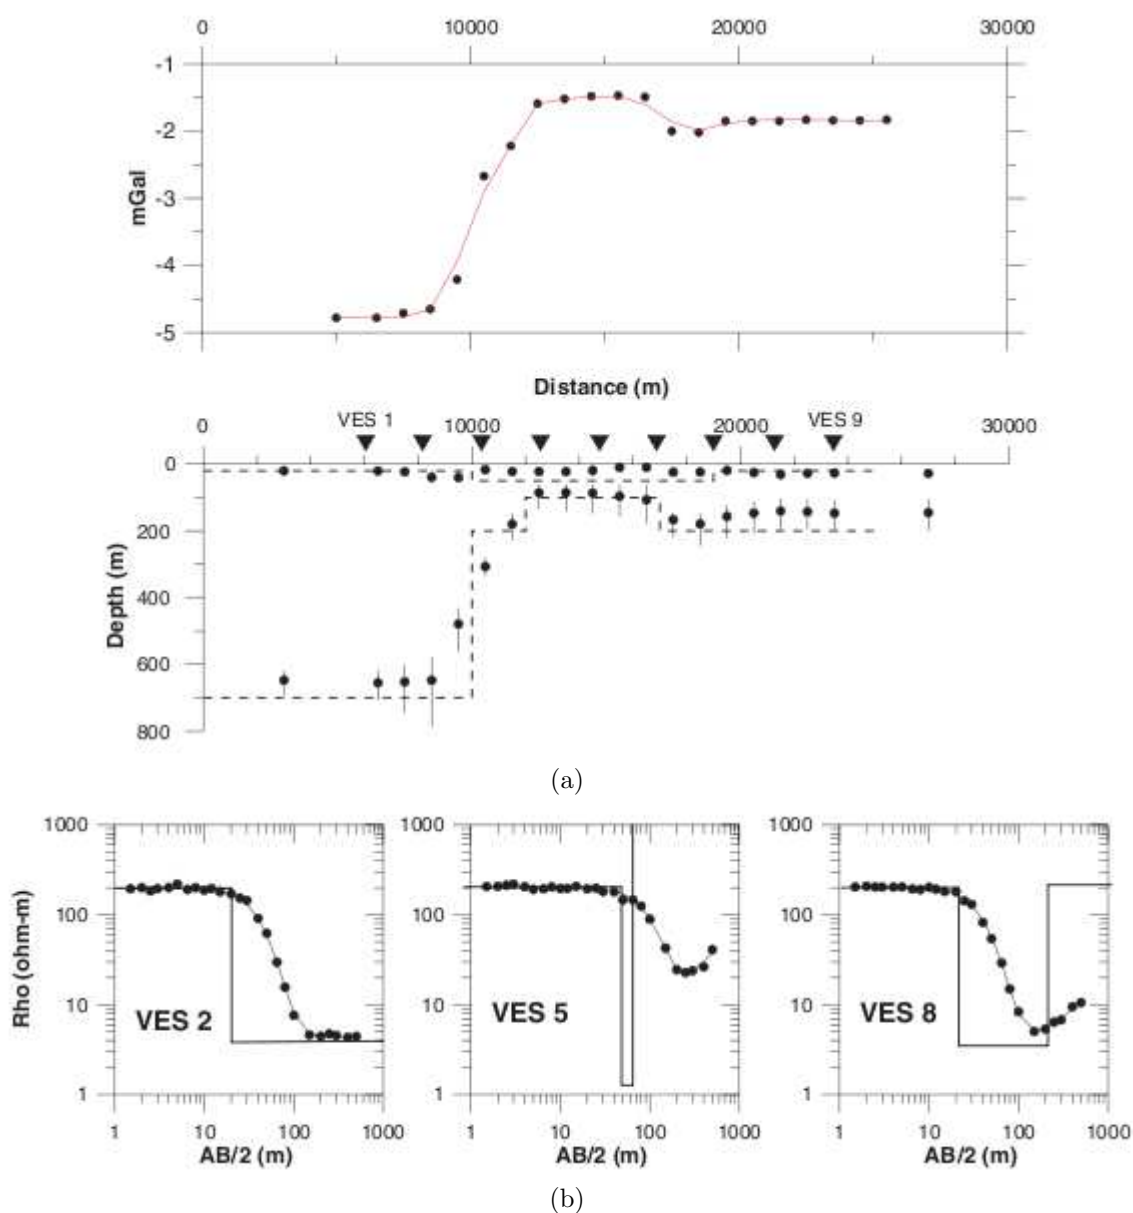 0 10000 20000 30000
-1
-2
-3
-4
-5
mGal
Distance (m)
VES 1 VES 9
0 10000 20000 30000
0
200
400
600
800
Depth (m)
(a)
1000 1000 1000
100 100 100
10 10 10
1 1 1
Rho (ohm-m)
VES 2 VES 5 VES 8
1 10 100 1000 1 10 100 1000 1 10 100 1000
AB/2 (m) AB/2 (m) AB/2 (m)
(b)